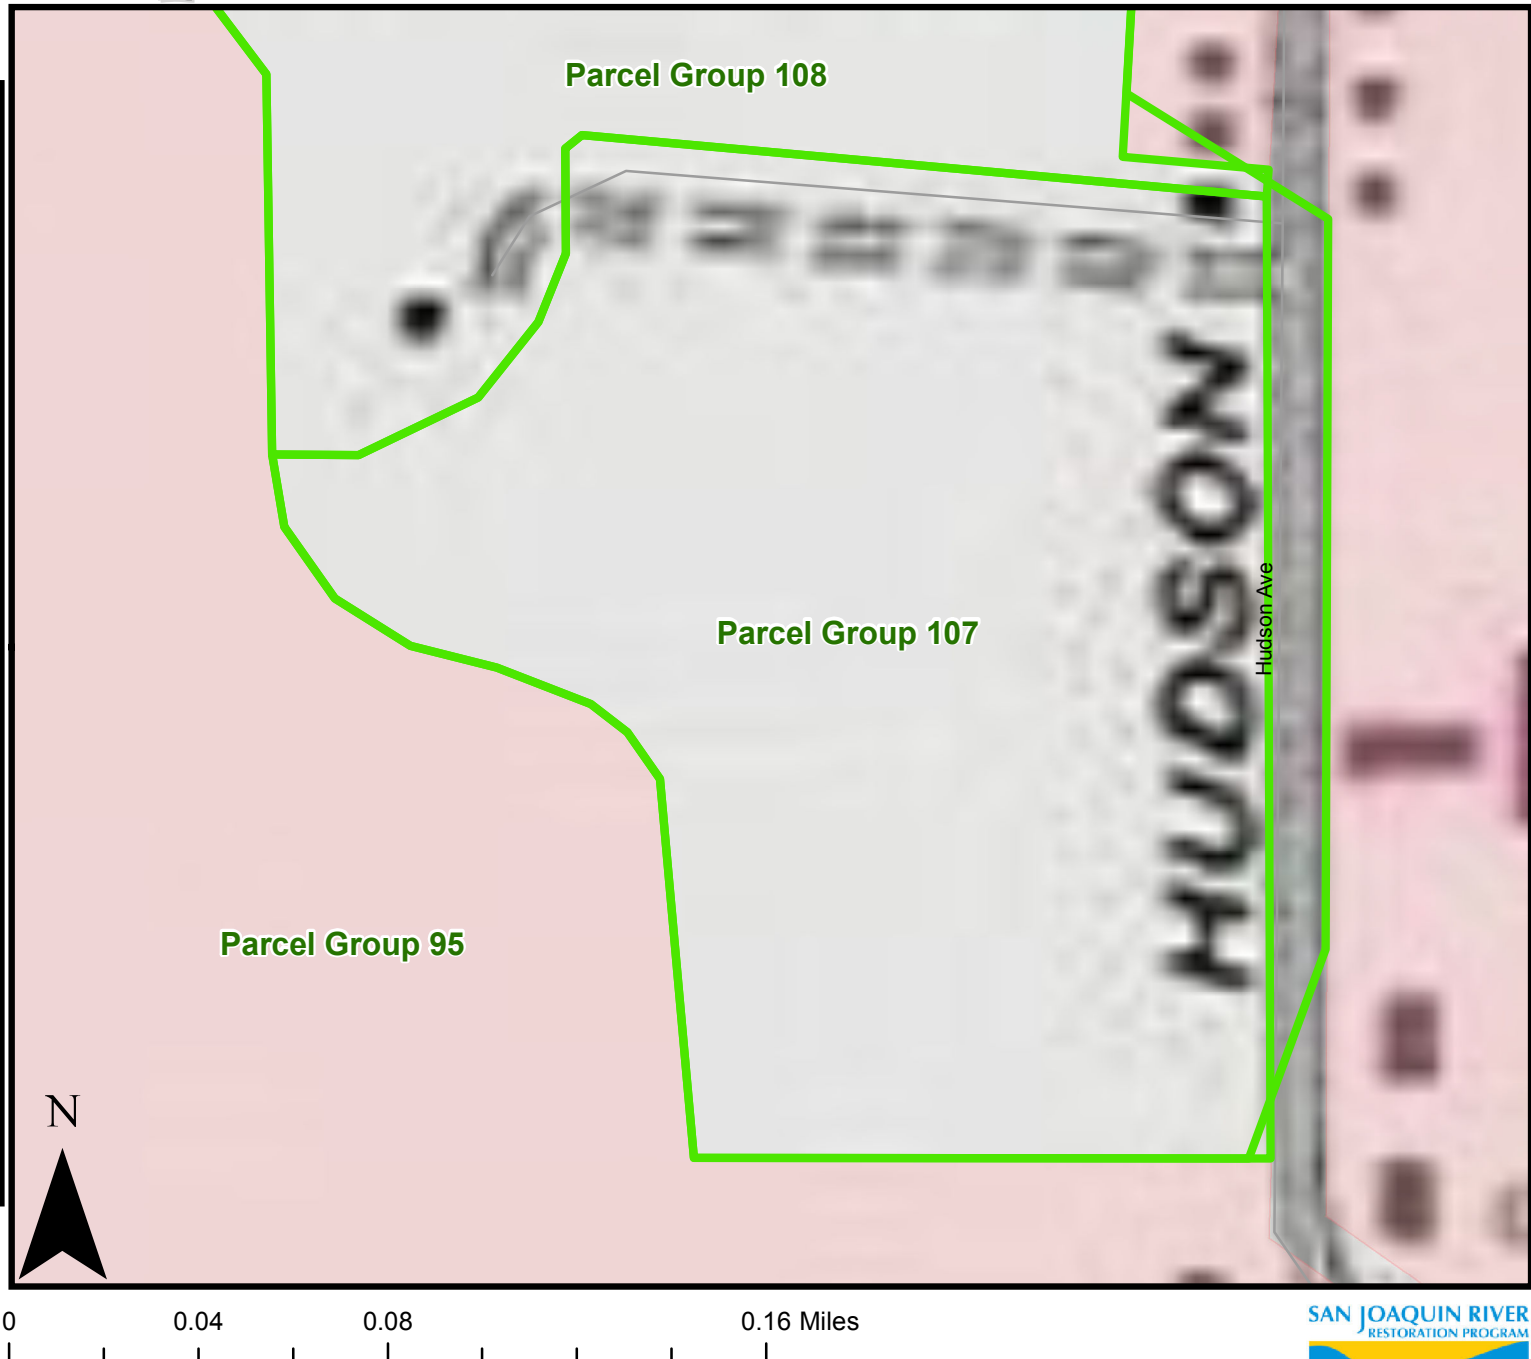 Parcel Group 108
HUDSON
Hudson Ave
Parcel Group 107
Parcel Group 95
N
0 0.04 0.08 0.16 Miles
SAN JOAQUIN RIVER
RESTORATION PROGRAM